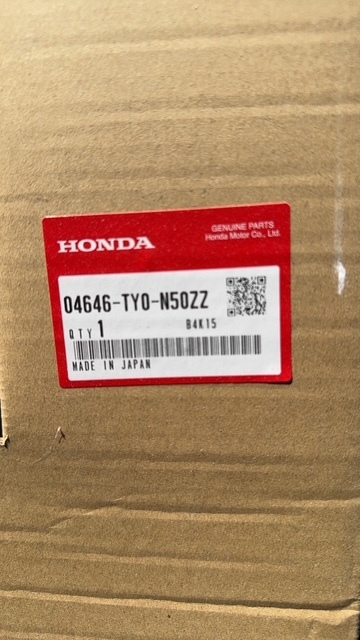 GENUINE PARTS
HONDA
Honda Motor Co., Ltd.
04646-TY0-N50ZZ
QTY 1
B4K15
MADE IN JAPAN